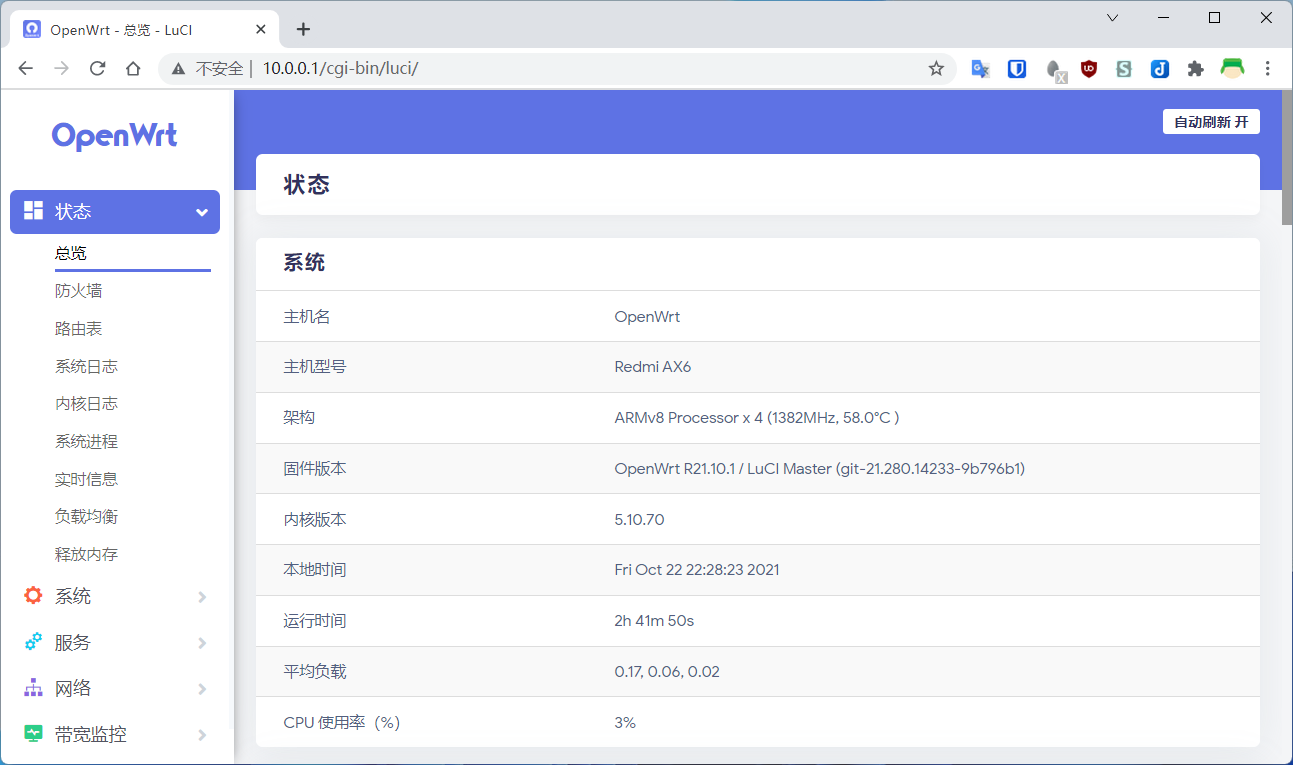 OpenWrt - 总览 - LuCI
不安全 | 10.0.0.1/cgi-bin/luci/
OpenWrt
自动刷新 开
状态
总览
防火墙
路由表
系统日志
内核日志
系统进程
实时信息
负载均衡
释放内存
系统
服务
网络
带宽监控
状态
系统
主机名 OpenWrt
主机型号 Redmi AX6
架构 ARMv8 Processor x 4 (1382MHz, 58.0°C )
固件版本 OpenWrt R21.10.1 / LuCI Master (git-21.280.14233-9b796b1)
内核版本 5.10.70
本地时间 Fri Oct 22 22:28:23 2021
运行时间 2h 41m 50s
平均负载 0.17, 0.06, 0.02
CPU 使用率（%） 3%